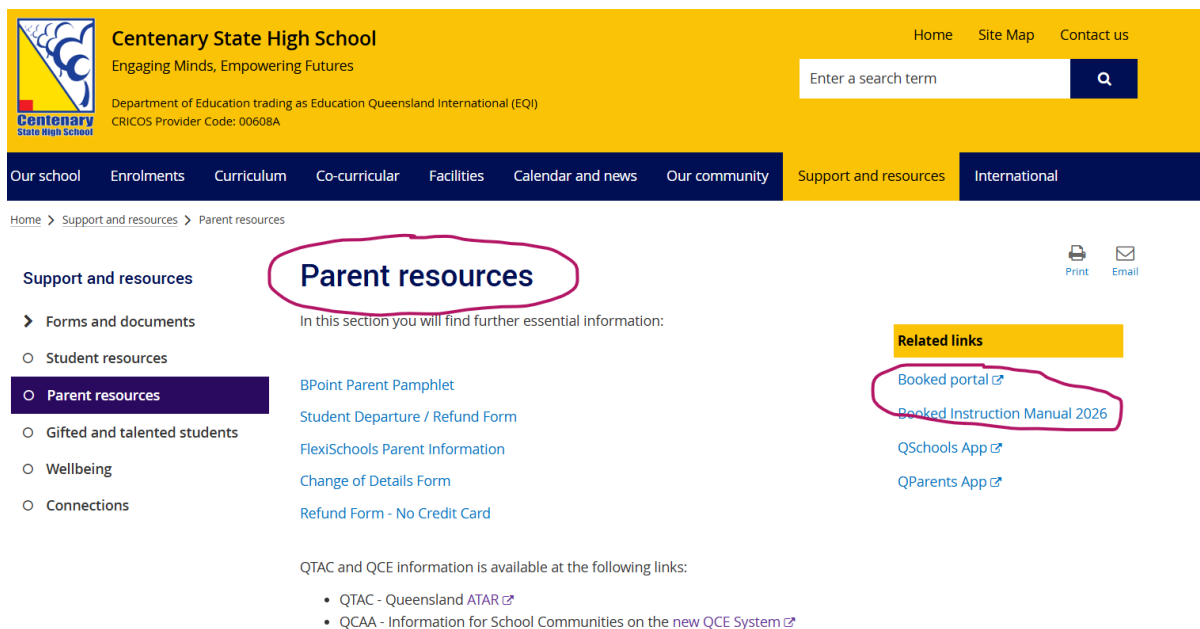 Centenary State High School
Engaging Minds, Empowering Futures
Department of Education trading as Education Queensland International (EQI)
CRICOS Provider Code: 00608A
Centenary
State High School
Home Site Map Contact us
Enter a search term
Our school Enrolments Curriculum Co-curricular Facilities Calendar and news Our community Support and resources International
Home > Support and resources > Parent resources
Print Email
Support and resources
Forms and documents
Student resources
Parent resources
Gifted and talented students
Wellbeing
Connections
Parent resources
In this section you will find further essential information:
BPoint Parent Pamphlet
Student Departure / Refund Form
FlexiSchools Parent Information
Change of Details Form
Refund Form - No Credit Card
QTAC and QCE information is available at the following links:
• QTAC - Queensland ATAR
• QCAA - Information for School Communities on the new QCE System
Related links
Booked portal
Booked Instruction Manual 2026
QSchools App
QParents App